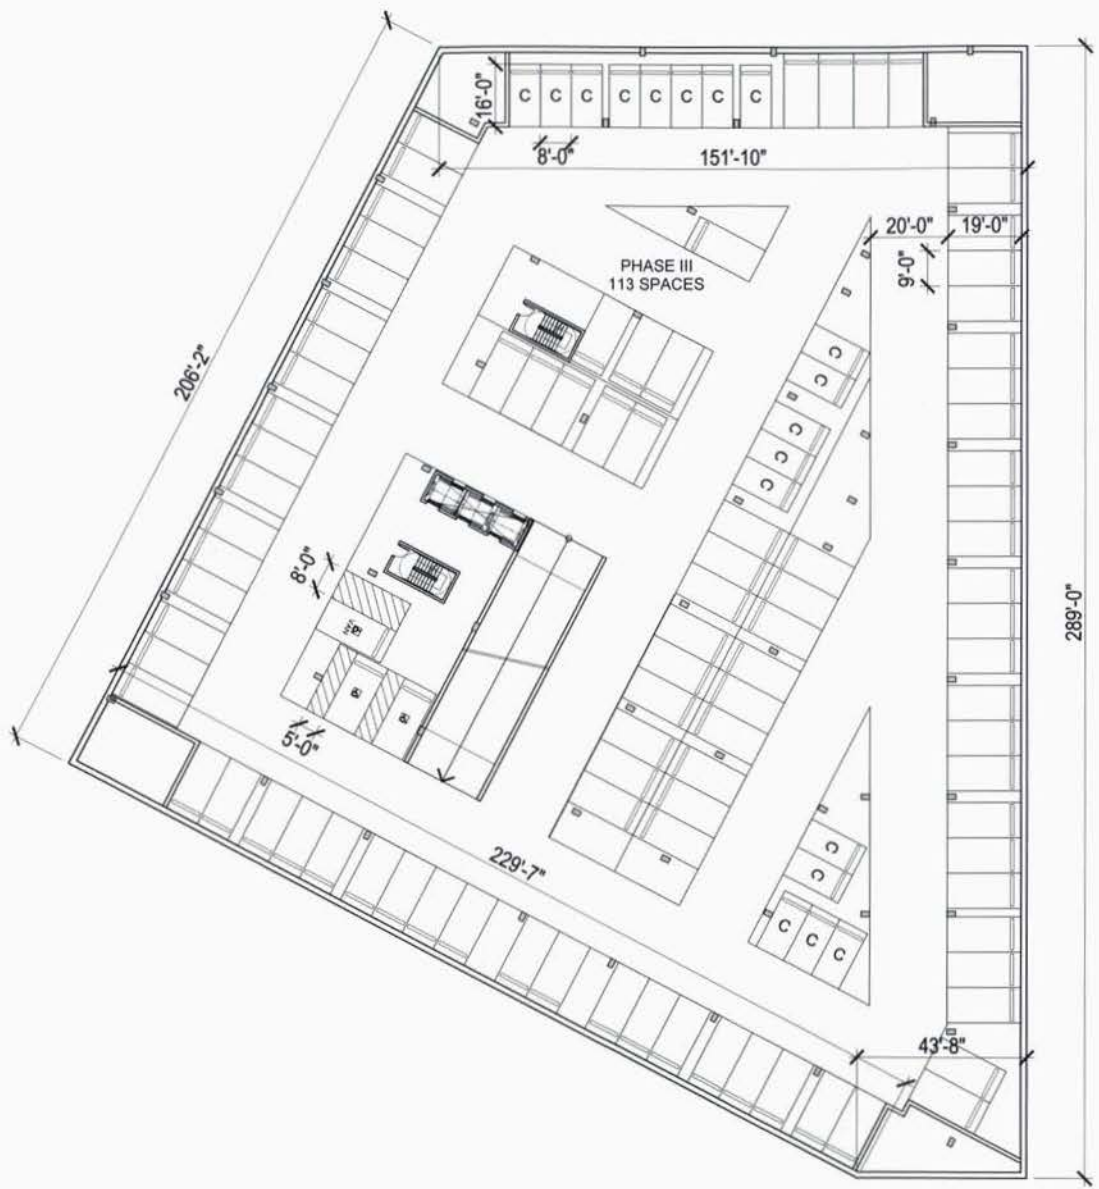 16'-0"
C C C C C C C C
8'-0"
151'-10"
20'-0"
19'-0"
9'-0"
PHASE III
113 SPACES
206'-2"
C
C
C
C
C
8'-0"
5'-0"
289'-0"
229'-7"
C
C
C C C
43'-8"